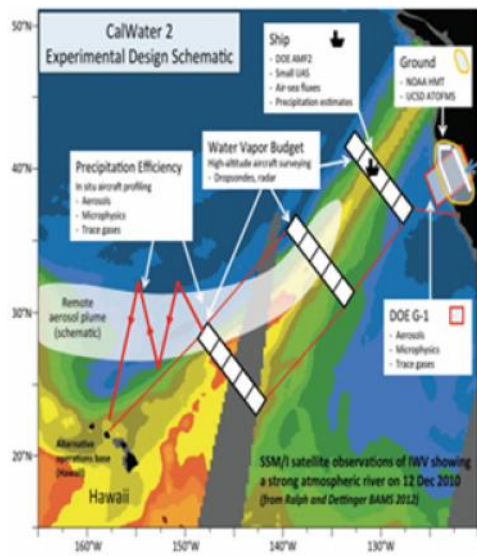 CalWater 2
Experimental Design Schematic
Ship
- DOE AMF2
- Small UAS
- Air-sea fluxes
- Precipitation estimates
Ground
- NOAA HMT
- UCSD ATOFMS
Water Vapor Budget
High-altitude aircraft surveying
- Dropsondes, radar
Precipitation Efficiency
In situ aircraft profiling
- Aerosols
- Microphysics
- Trace gases
Remote
aerosol plume
(schematic)
DOE G-1
- Aerosols
- Microphysics
- Trace gases
Alternative
operations base
(Hawaii)
Hawaii
SSM/I satellite observations of IWV showing
a strong atmospheric river on 12 Dec 2010
(from Ralph and Dettinger BAMS 2012)
50°N
40°N
30°N
20°N
160°W
150°W
140°W
130°W